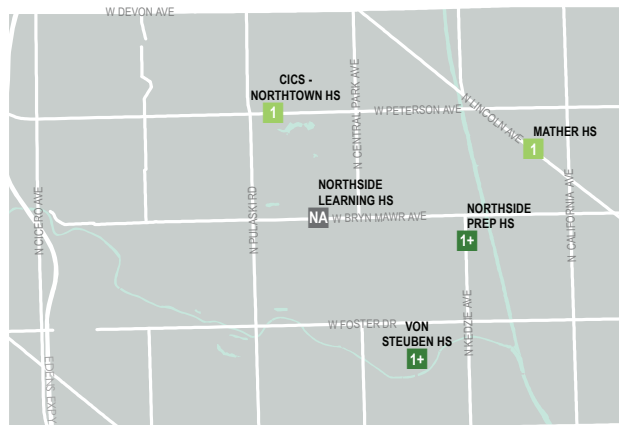 W DEVON AVE
CICS -
NORTHTOWN HS
1
W PETERSON AVE
N CENTRAL PARK AVE
N LINCOLN AVE
MATHER HS
1
N CICERO AVE
N PULASKI RD
NORTHSIDE
LEARNING HS
NA
W BRYN MAWR AVE
NORTHSIDE
PREP HS
1+
N CALIFORNIA AVE
W FOSTER DR
VON
STEUBEN HS
1+
N KEDZIE AVE
EDENS EXPY